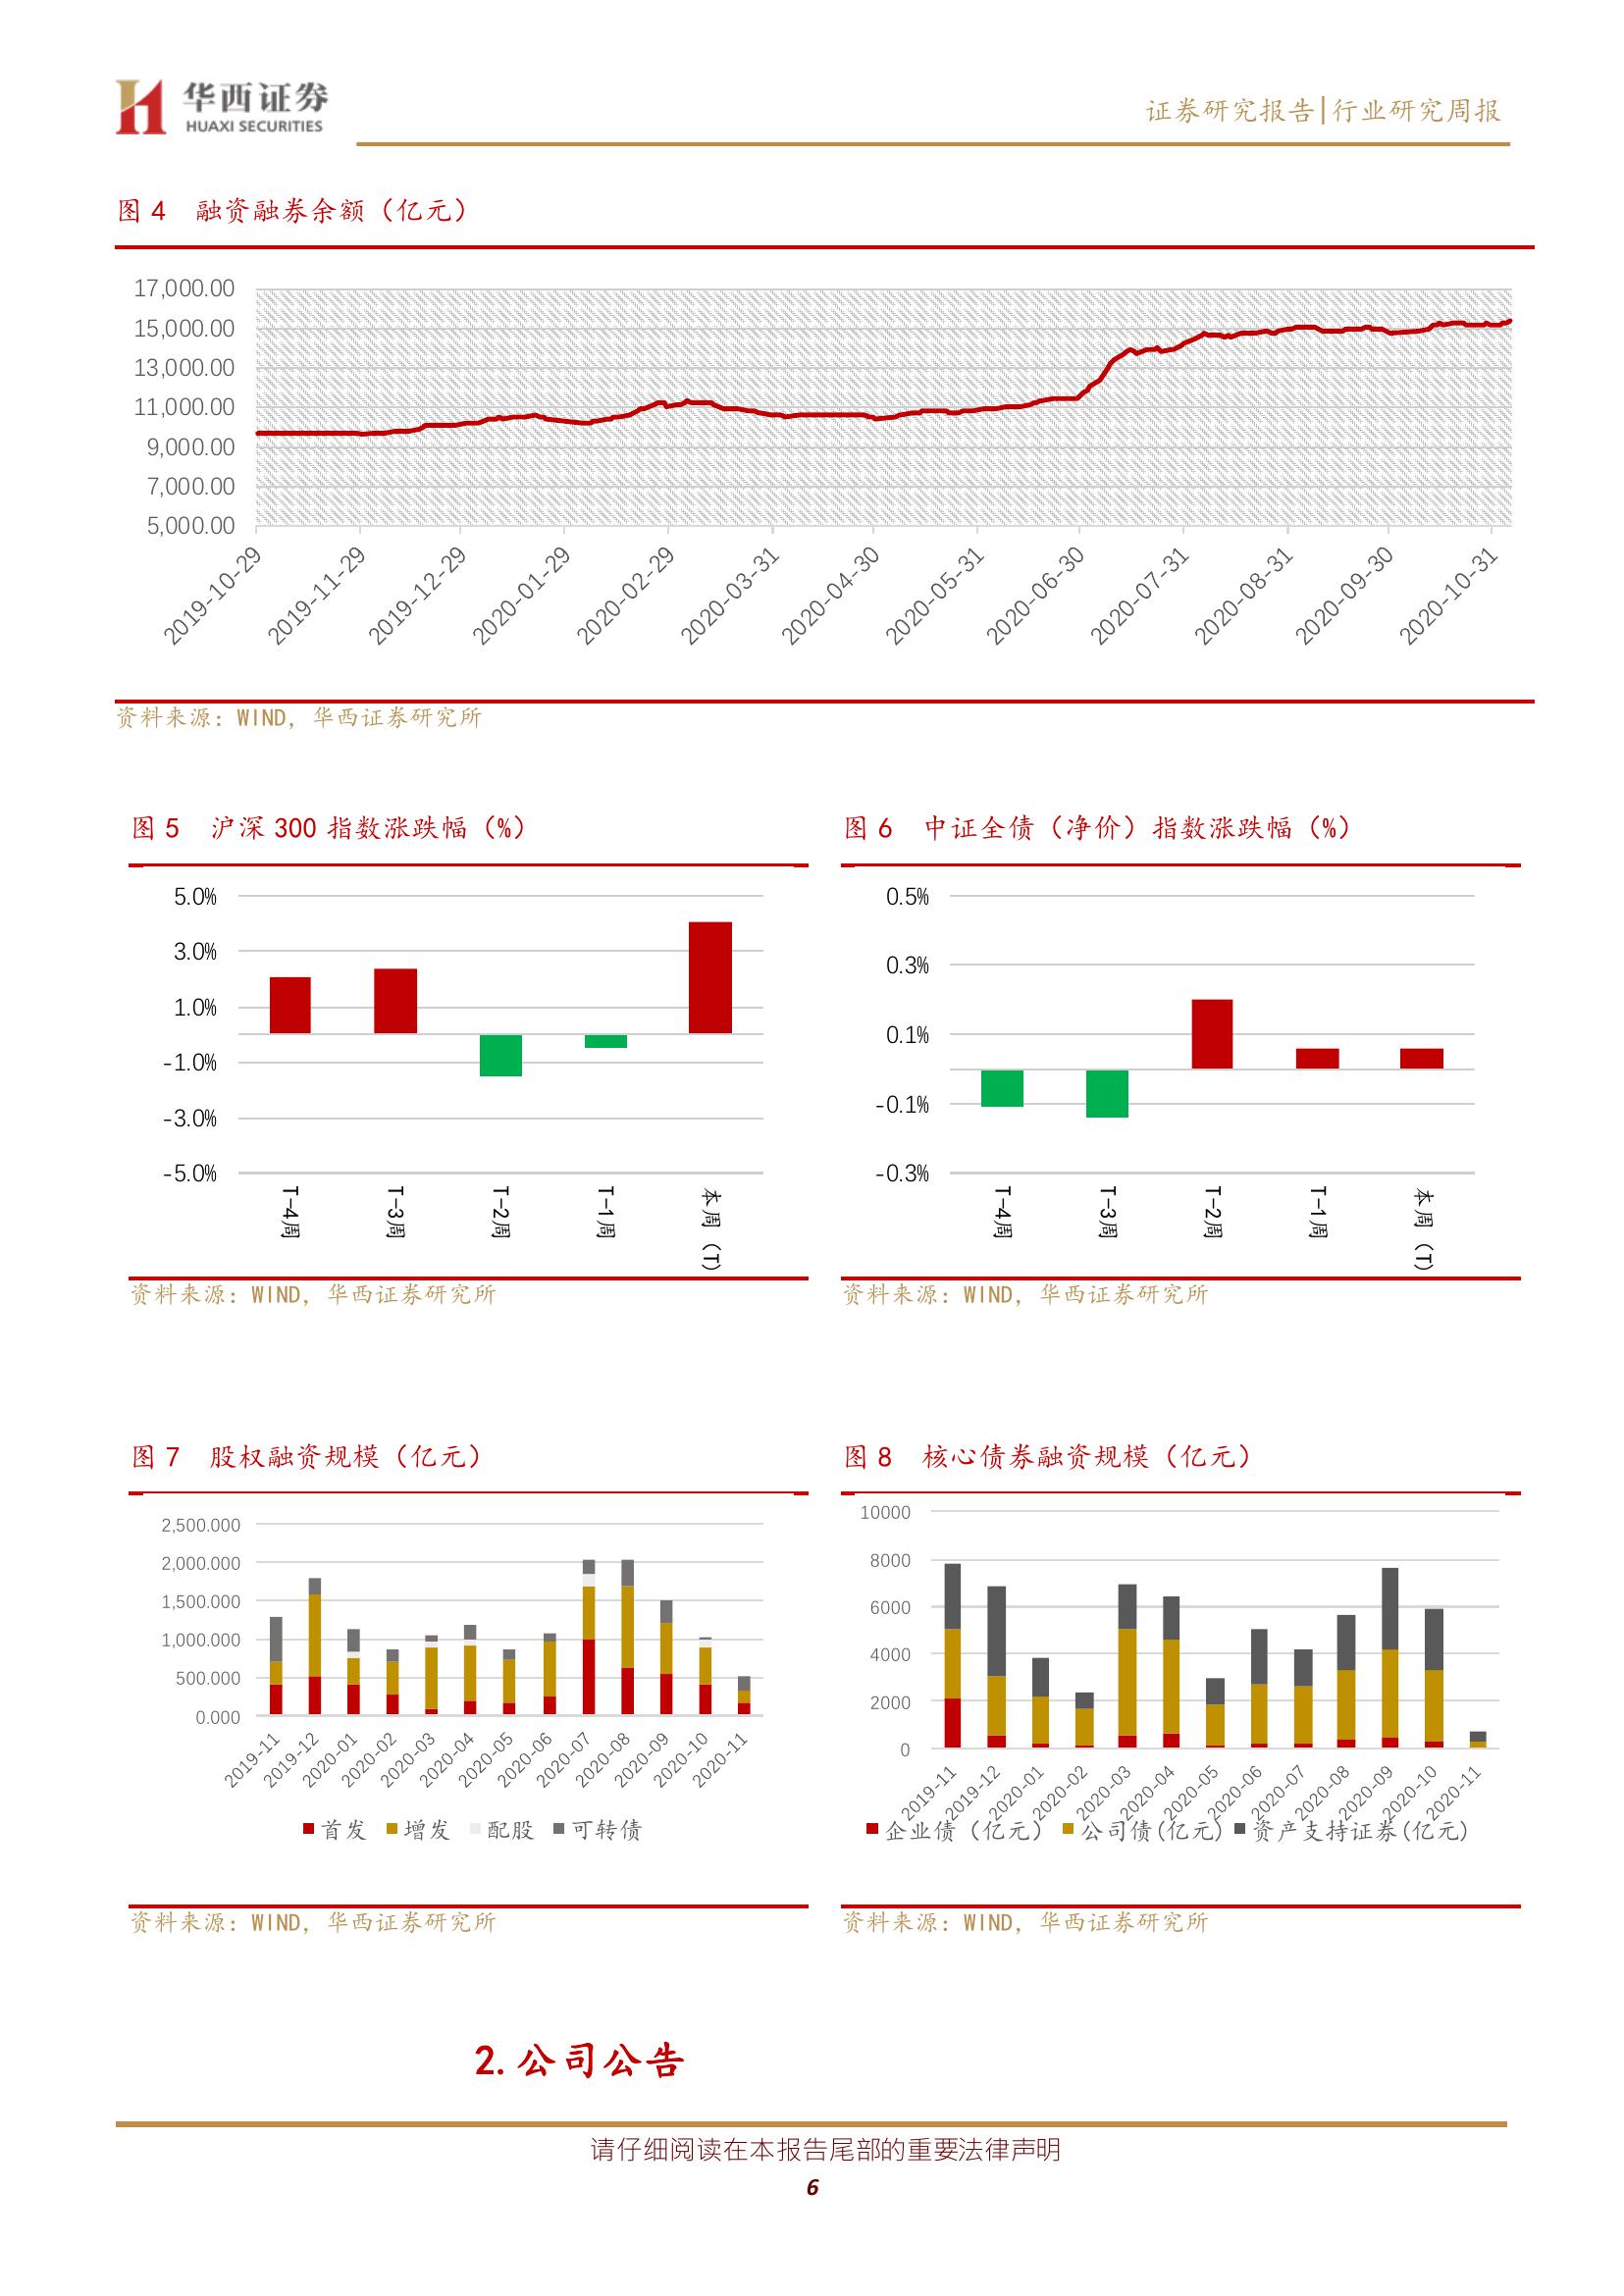 华西证券
HUAXI SECURITIES
证券研究报告|行业研究周报
图 4 融资融券余额（亿元）
17,000.00
15,000.00
13,000.00
11,000.00
9,000.00
7,000.00
5,000.00
2019-10-29
2019-11-29
2019-12-29
2020-01-29
2020-02-29
2020-03-31
2020-04-30
2020-05-31
2020-06-30
2020-07-31
2020-08-31
2020-09-30
2020-10-31
资料来源：WIND，华西证券研究所
图 5 沪深 300 指数涨跌幅（%）
5.0%
3.0%
1.0%
-1.0%
-3.0%
-5.0%
T-4周
T-3周
T-2周
T-1周
本周（T）
资料来源：WIND，华西证券研究所
图 6 中证全债（净价）指数涨跌幅（%）
0.5%
0.3%
0.1%
-0.1%
-0.3%
T-4周
T-3周
T-2周
T-1周
本周（T）
资料来源：WIND，华西证券研究所
图 7 股权融资规模（亿元）
2,500.000
2,000.000
1,500.000
1,000.000
500.000
0.000
2019-11
2019-12
2020-01
2020-02
2020-03
2020-04
2020-05
2020-06
2020-07
2020-08
2020-09
2020-10
2020-11
首发 增发 配股 可转债
资料来源：WIND，华西证券研究所
图 8 核心债券融资规模（亿元）
10000
8000
6000
4000
2000
0
2019-11
2019-12
2020-01
2020-02
2020-03
2020-04
2020-05
2020-06
2020-07
2020-08
2020-09
2020-10
2020-11
企业债（亿元） 公司债(亿元) 资产支持证券(亿元)
资料来源：WIND，华西证券研究所
2.公司公告
请仔细阅读在本报告尾部的重要法律声明
6